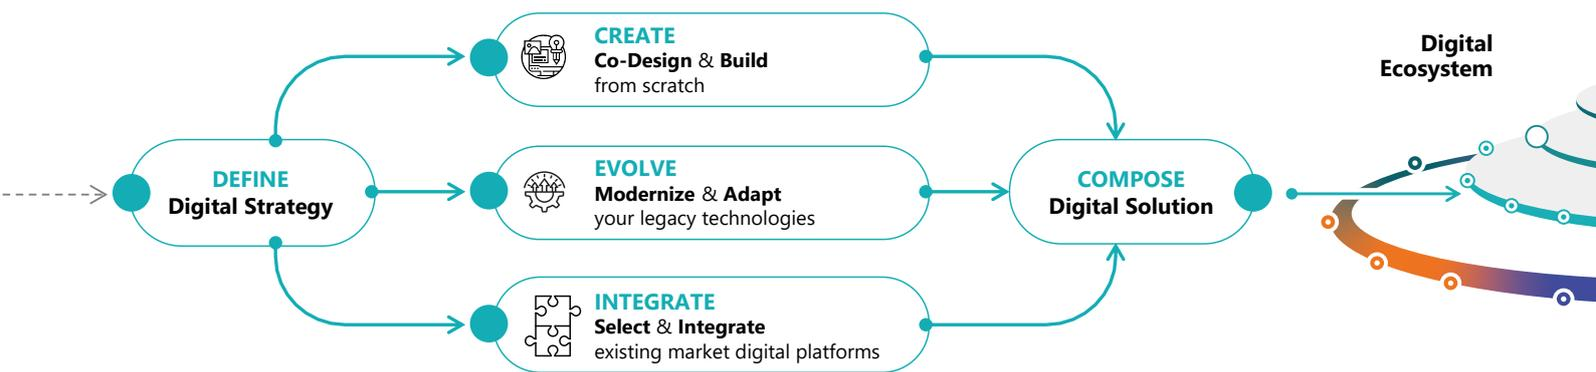 DEFINE
Digital Strategy
CREATE
Co-Design & Build
from scratch
EVOLVE
Modernize & Adapt
your legacy technologies
INTEGRATE
Select & Integrate
existing market digital platforms
COMPOSE
Digital Solution
Digital
Ecosystem